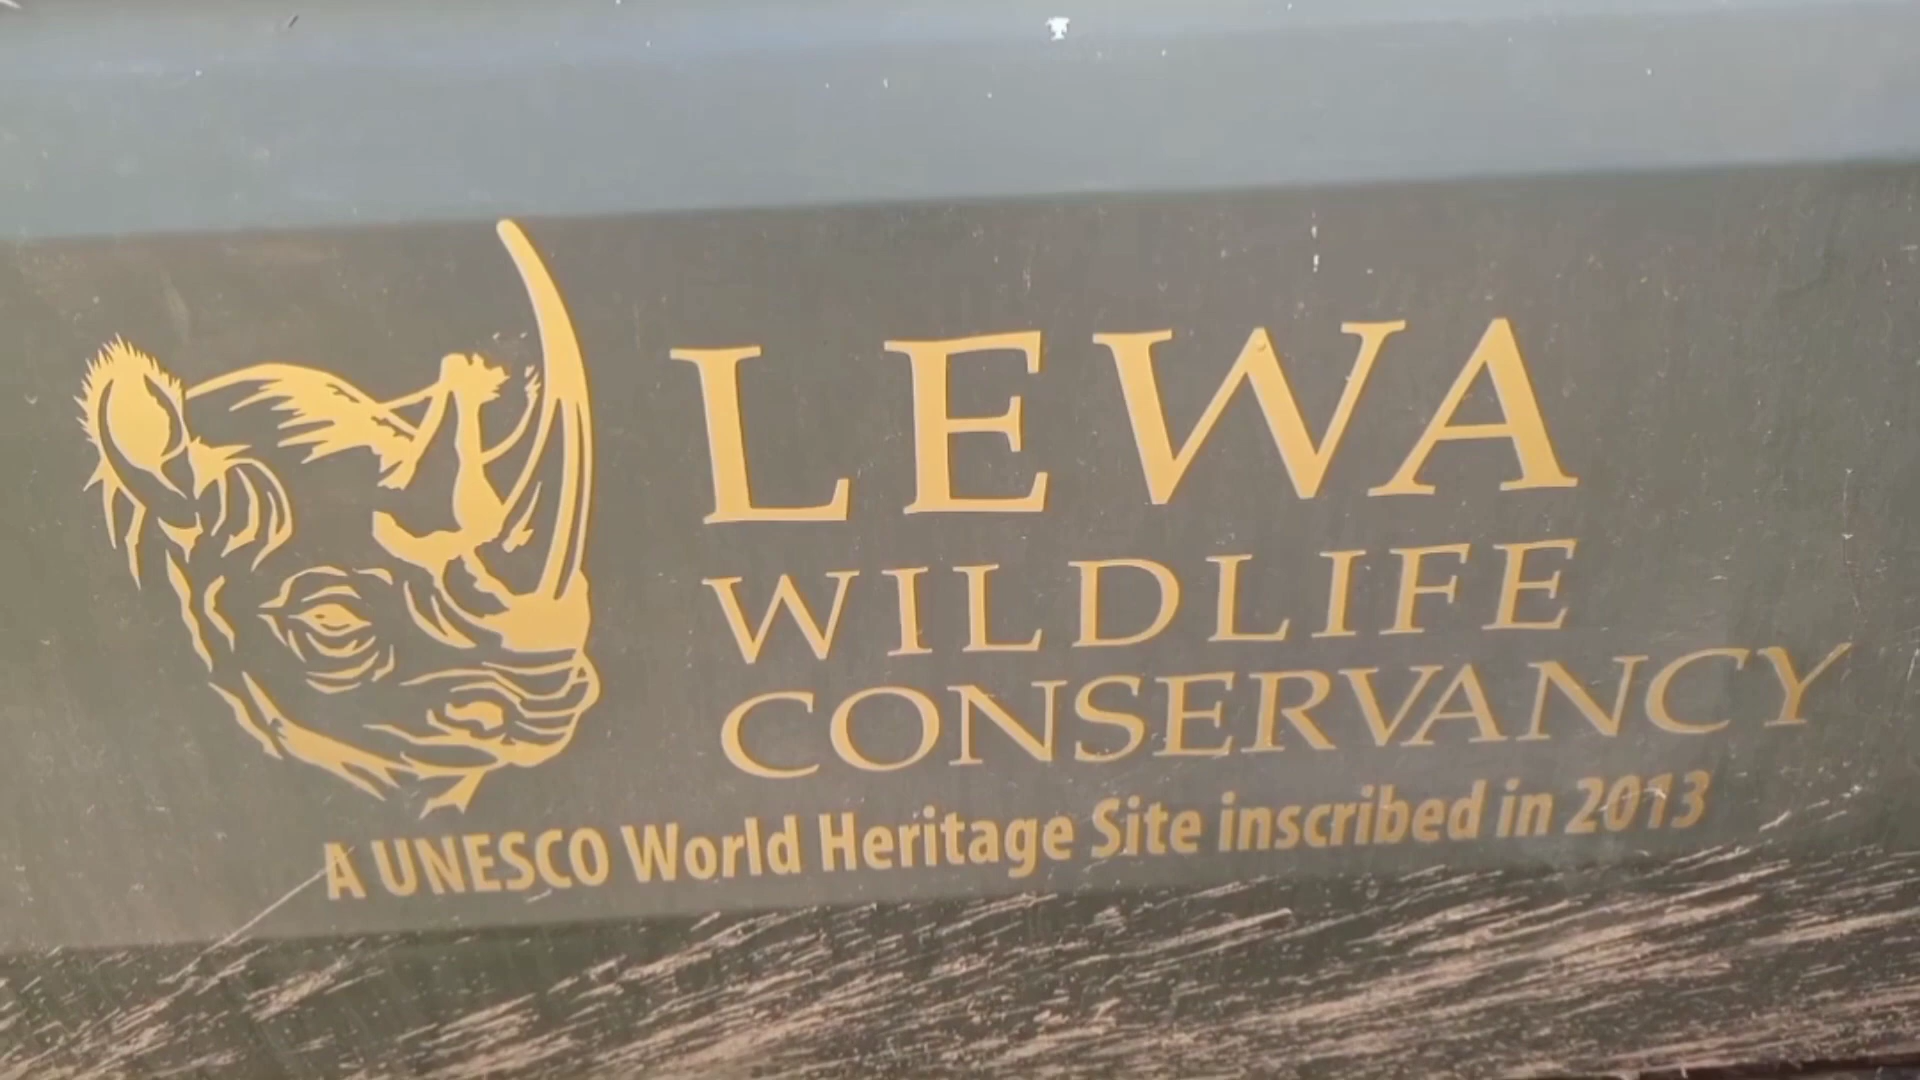 LEWA
WILDLIFE
CONSERVANCY
A UNESCO World Heritage Site inscribed in 2013